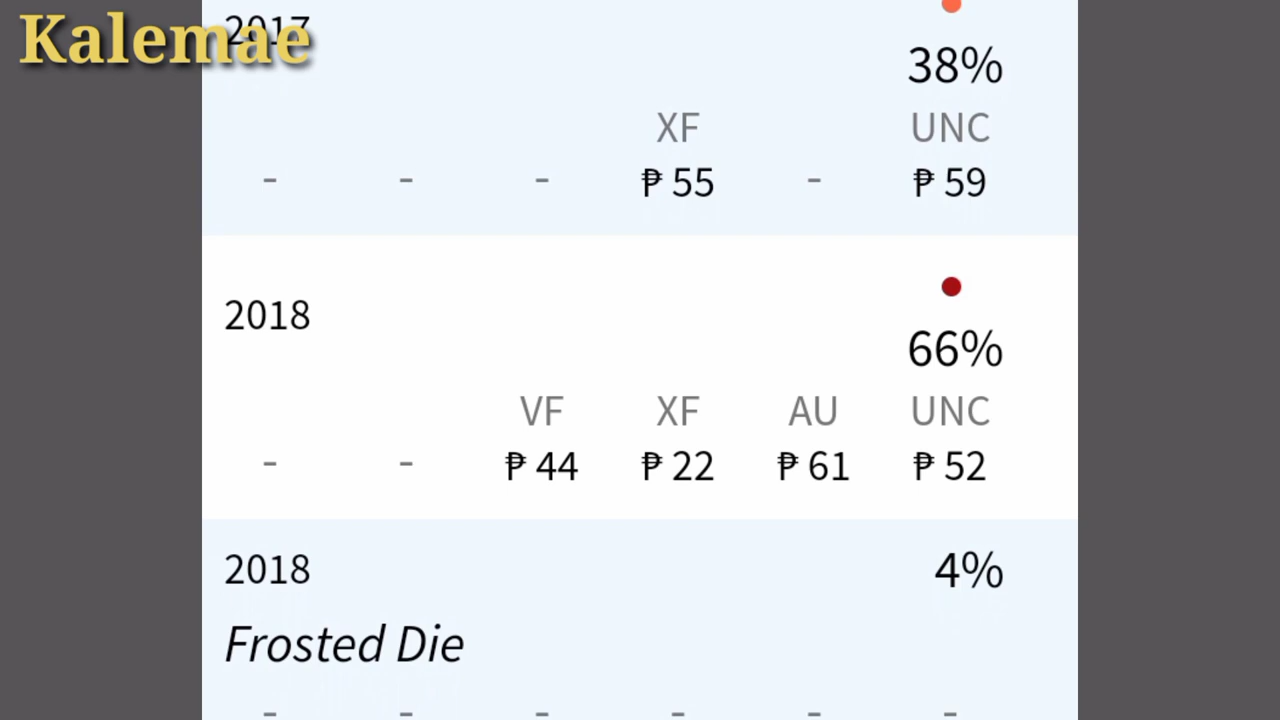 Kalemae
2017
38%
XF UNC
- - - ₱ 55 - ₱ 59
2018
66%
VF XF AU UNC
- - ₱ 44 ₱ 22 ₱ 61 ₱ 52
2018 4%
Frosted Die
- - - - - -